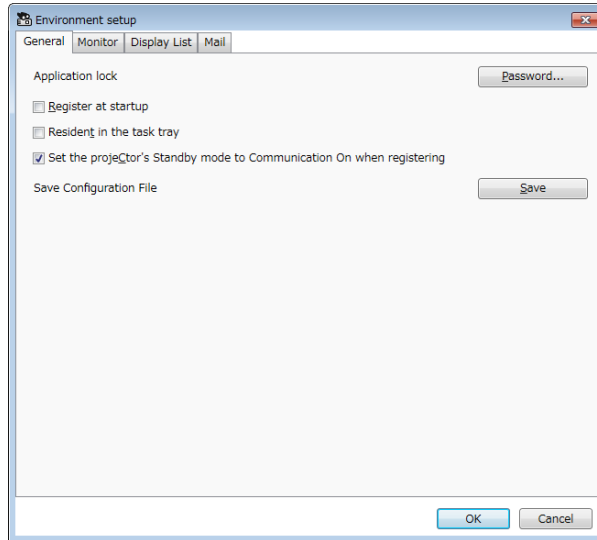 Environment setup
General Monitor Display List Mail
Application lock Password...
Register at startup
Resident in the task tray
Set the projeCtor's Standby mode to Communication On when registering
Save Configuration File Save
OK Cancel